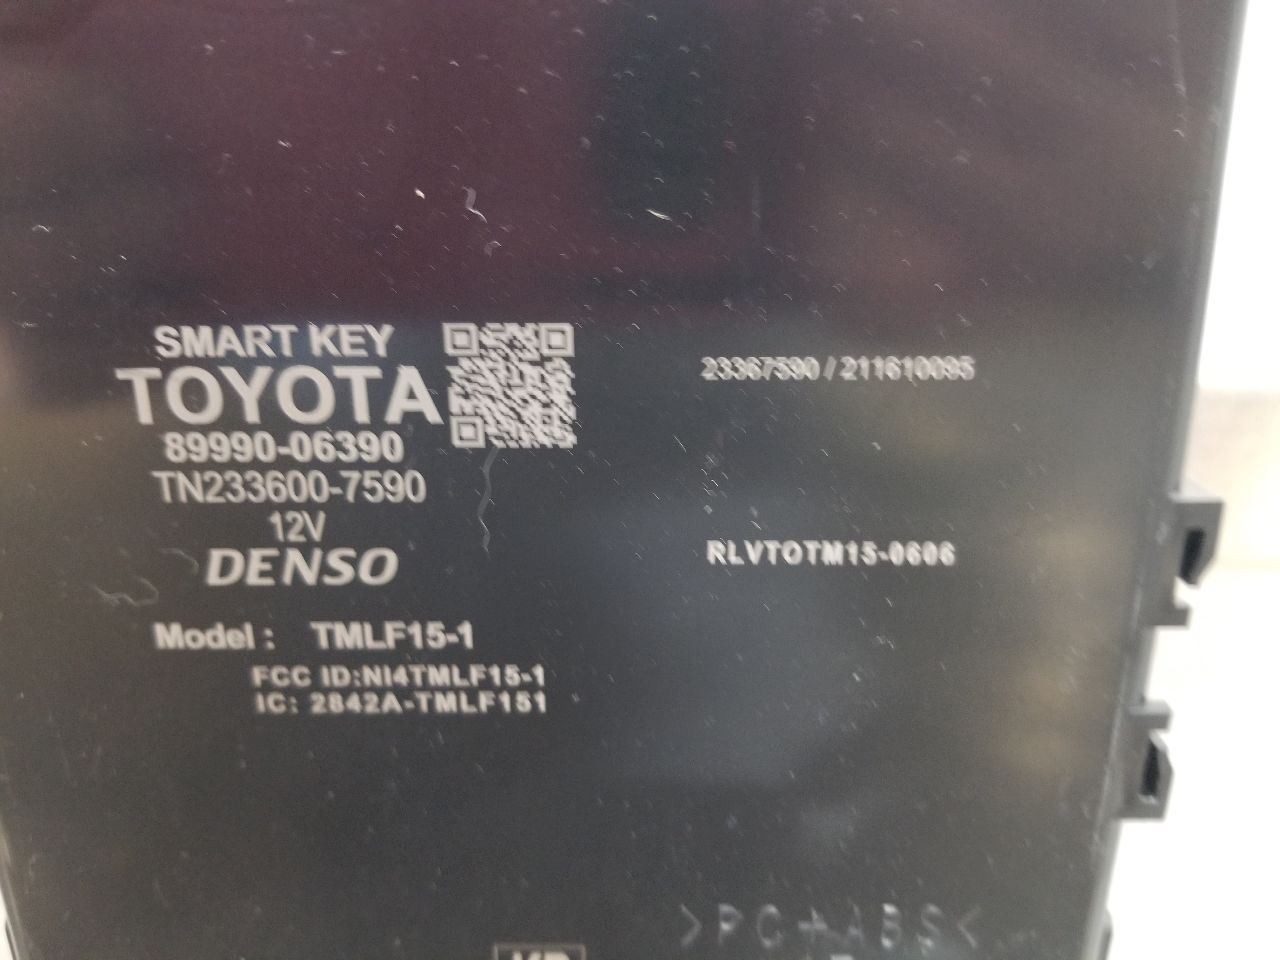 SMART KEY
TOYOTA
89990-06390
TN233600-7590
12V
DENSO
Model : TMLF15-1
FCC ID:NI4TMLF15-1
IC: 2842A-TMLF151
23367590 / 211610095
RLVTOTM15-0606
>PC+ABS<